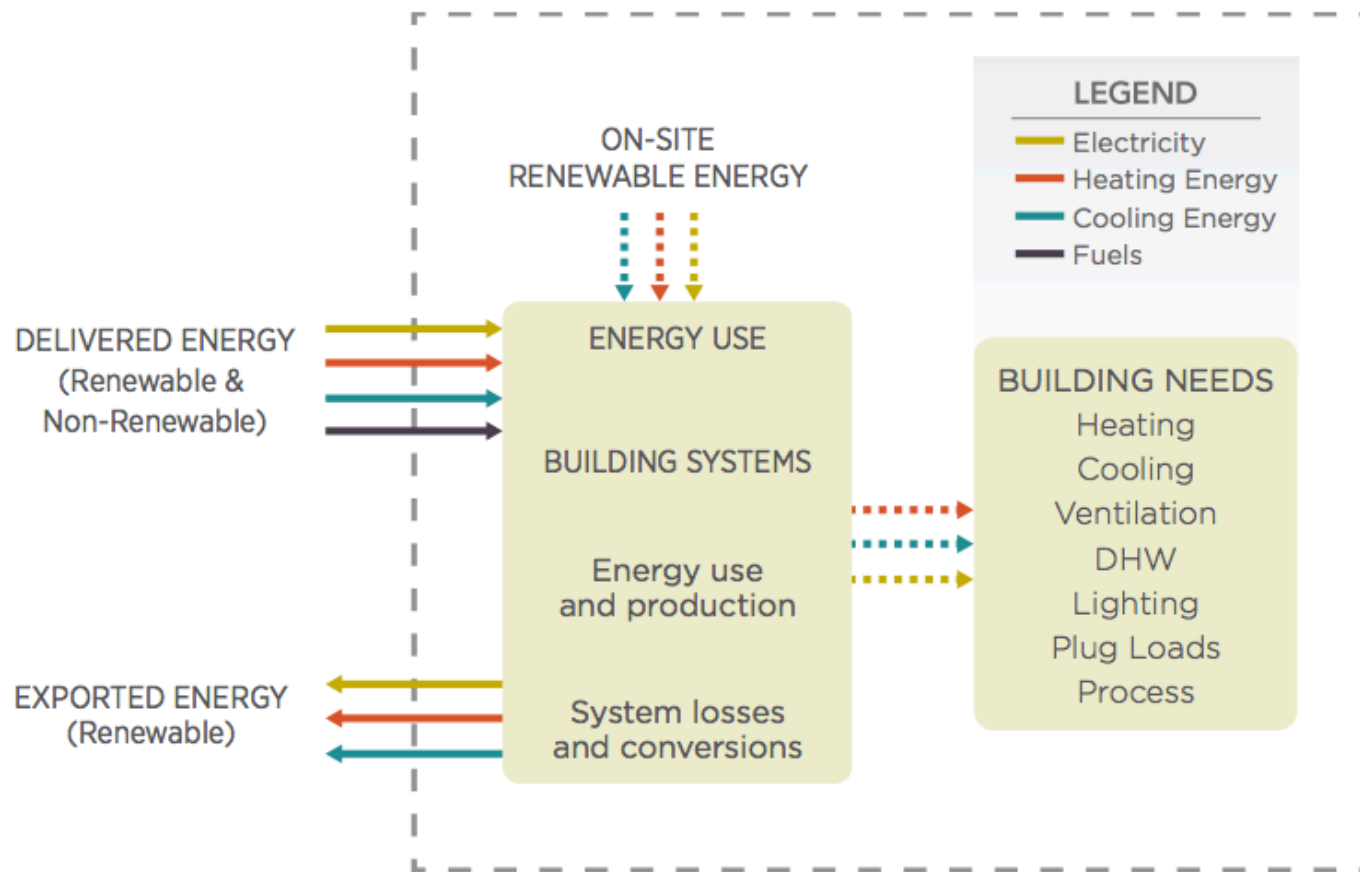 ON-SITE
RENEWABLE ENERGY
LEGEND
Electricity
Heating Energy
Cooling Energy
Fuels
DELIVERED ENERGY
(Renewable &
Non-Renewable)
ENERGY USE
BUILDING SYSTEMS
Energy use
and production
System losses
and conversions
BUILDING NEEDS
Heating
Cooling
Ventilation
DHW
Lighting
Plug Loads
Process
EXPORTED ENERGY
(Renewable)